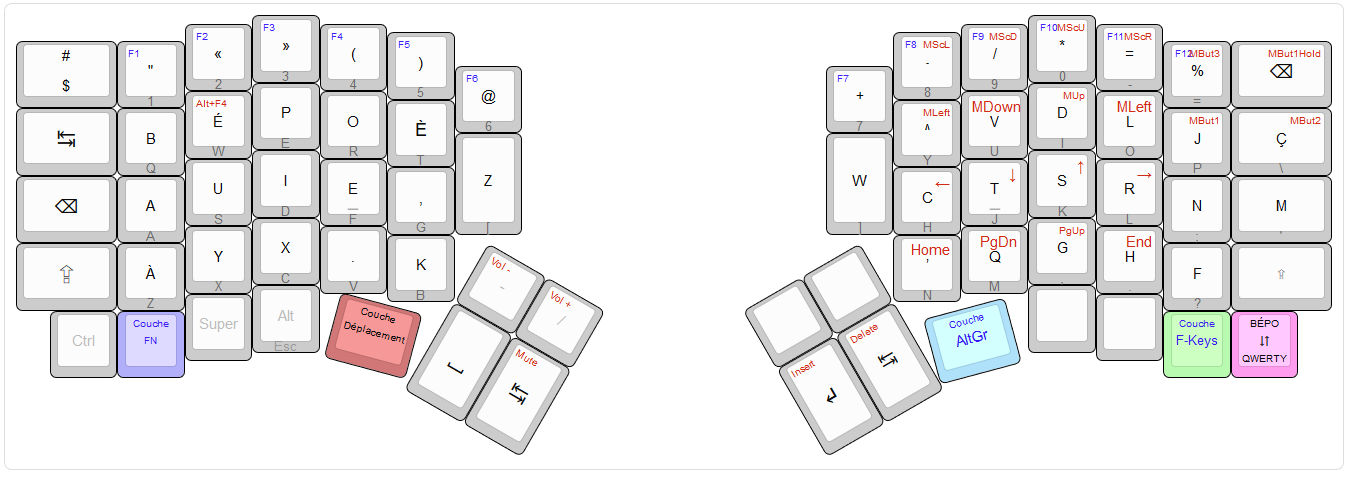 #
$
F1
"
1
F2
«
2
F3
»
3
F4
(
4
F5
)
5
F6
@
6
↹
B
Q
Alt+F4
É
W
P
E
O
R
È
T
Z
[
⌫
A
A
U
S
I
D
E
_
F
,
G
⇪
À
Z
Y
X
X
C
.
V
K
B
Ctrl
Couche
FN
Super
Alt
Esc
Couche
Déplacement
Vol -
-
Vol +
/
Mute
↹
F7
+
7
F8 MScL
-
8
F9 MScD
/
9
F10MScU
*
0
F11MScR
=
-
F12MBut3
%
=
MBut1Hold
⌫
W
]
MLeft
^
Y
MDown
V
U
MUp
D
I
MLeft
L
O
MBut1
J
P
MBut2
Ç
\
←
C
H
↓
T
_
J
↑
S
K
→
R
L
N
:
M
'
Home
'
N
PgDn
Q
M
PgUp
G
.
End
H
.
F
?
⇪
Insert
↲
Delete
↹
Couche
AltGr
Couche
F-Keys
BÉPO
↓↑
QWERTY